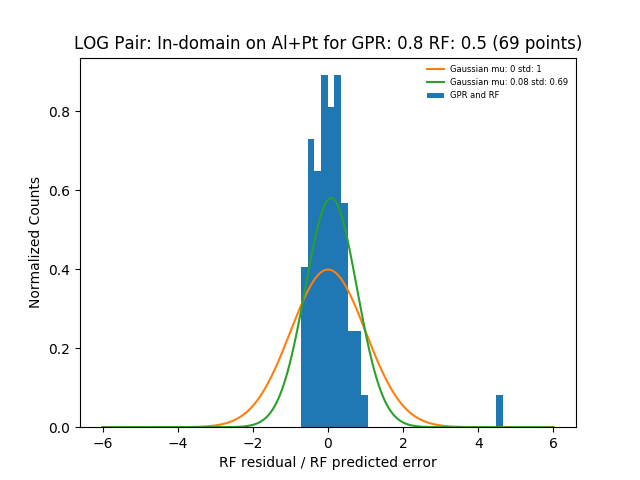 LOG Pair: In-domain on Al+Pt for GPR: 0.8 RF: 0.5 (69 points)
Gaussian mu: 0 std: 1
Gaussian mu: 0.08 std: 0.69
GPR and RF
Normalized Counts
0.8
0.6
0.4
0.2
0.0
−6 −4 −2 0 2 4 6
RF residual / RF predicted error